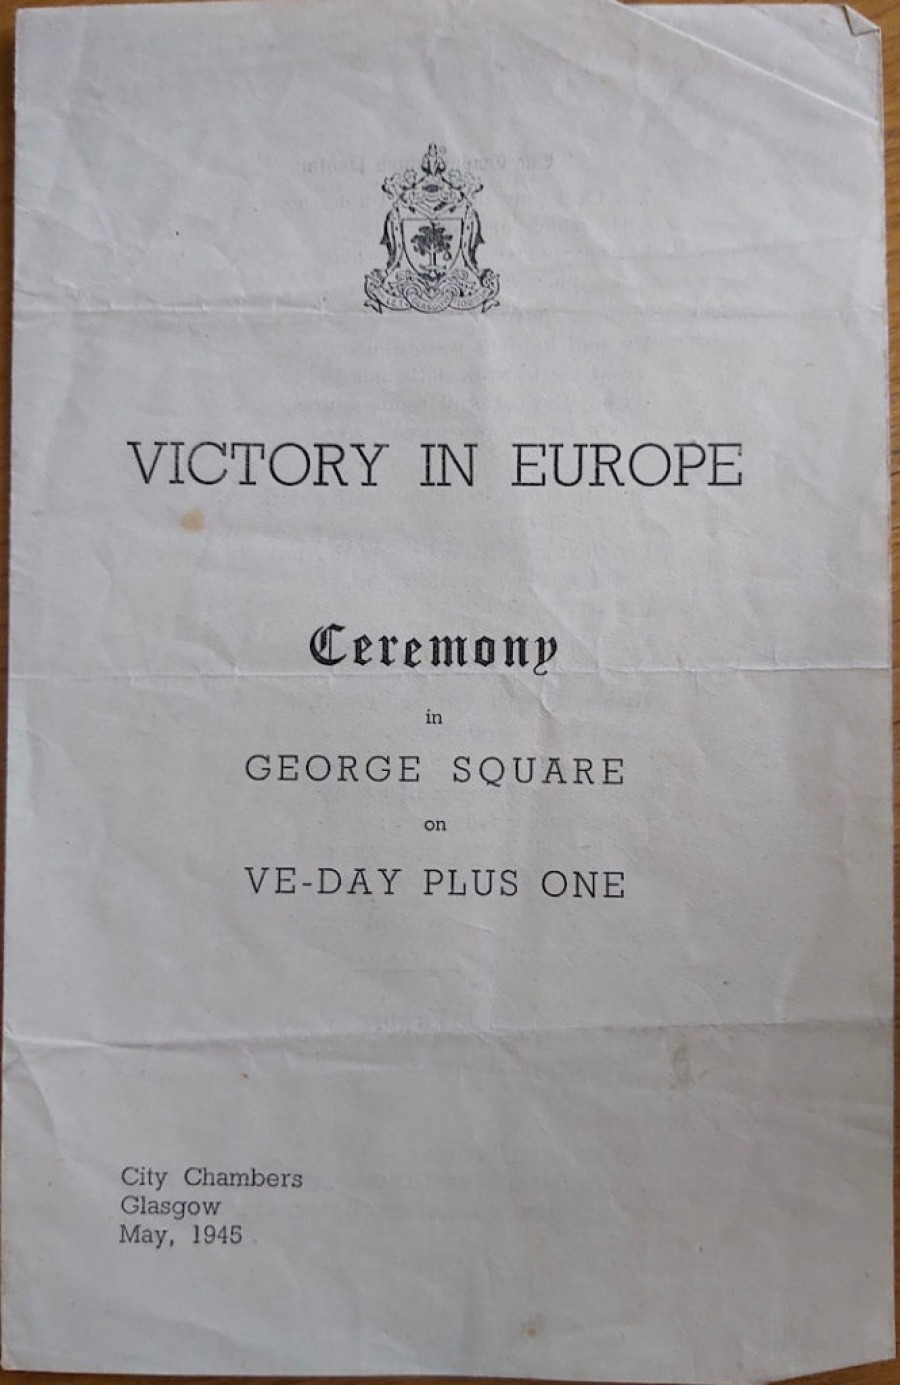 VICTORY IN EUROPE
Ceremony
in
GEORGE SQUARE
on
VE-DAY PLUS ONE
City Chambers
Glasgow
May, 1945